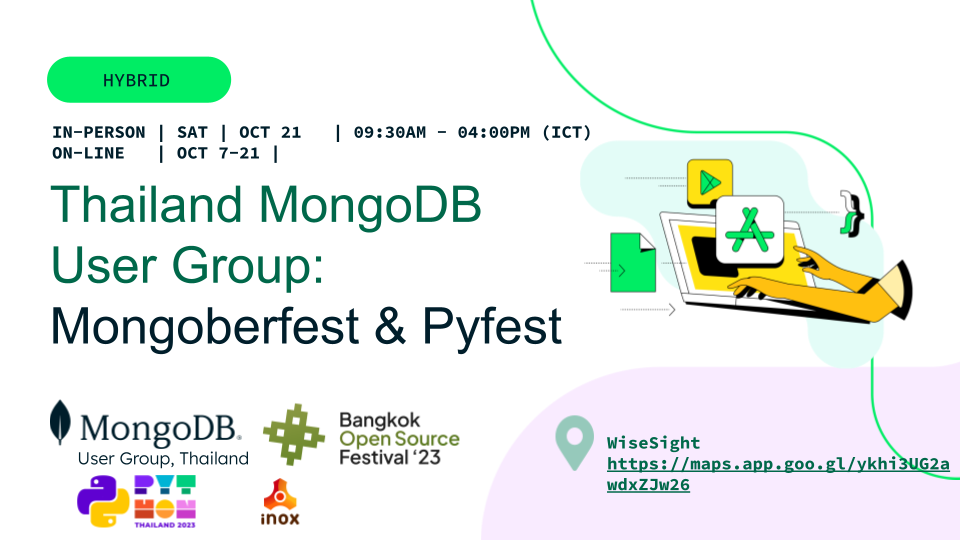 HYBRID
IN-PERSON | SAT | OCT 21 | 09:30AM - 04:00PM (ICT)
ON-LINE | OCT 7-21 |
Thailand MongoDB
User Group:
Mongoberfest & Pyfest
MongoDB.
User Group, Thailand
Bangkok
Open Source
Festival ‘23
PYT
HON
THAILAND 2023
inox
WiseSight
https://maps.app.goo.gl/ykhi3UG2a
wdxZJw26